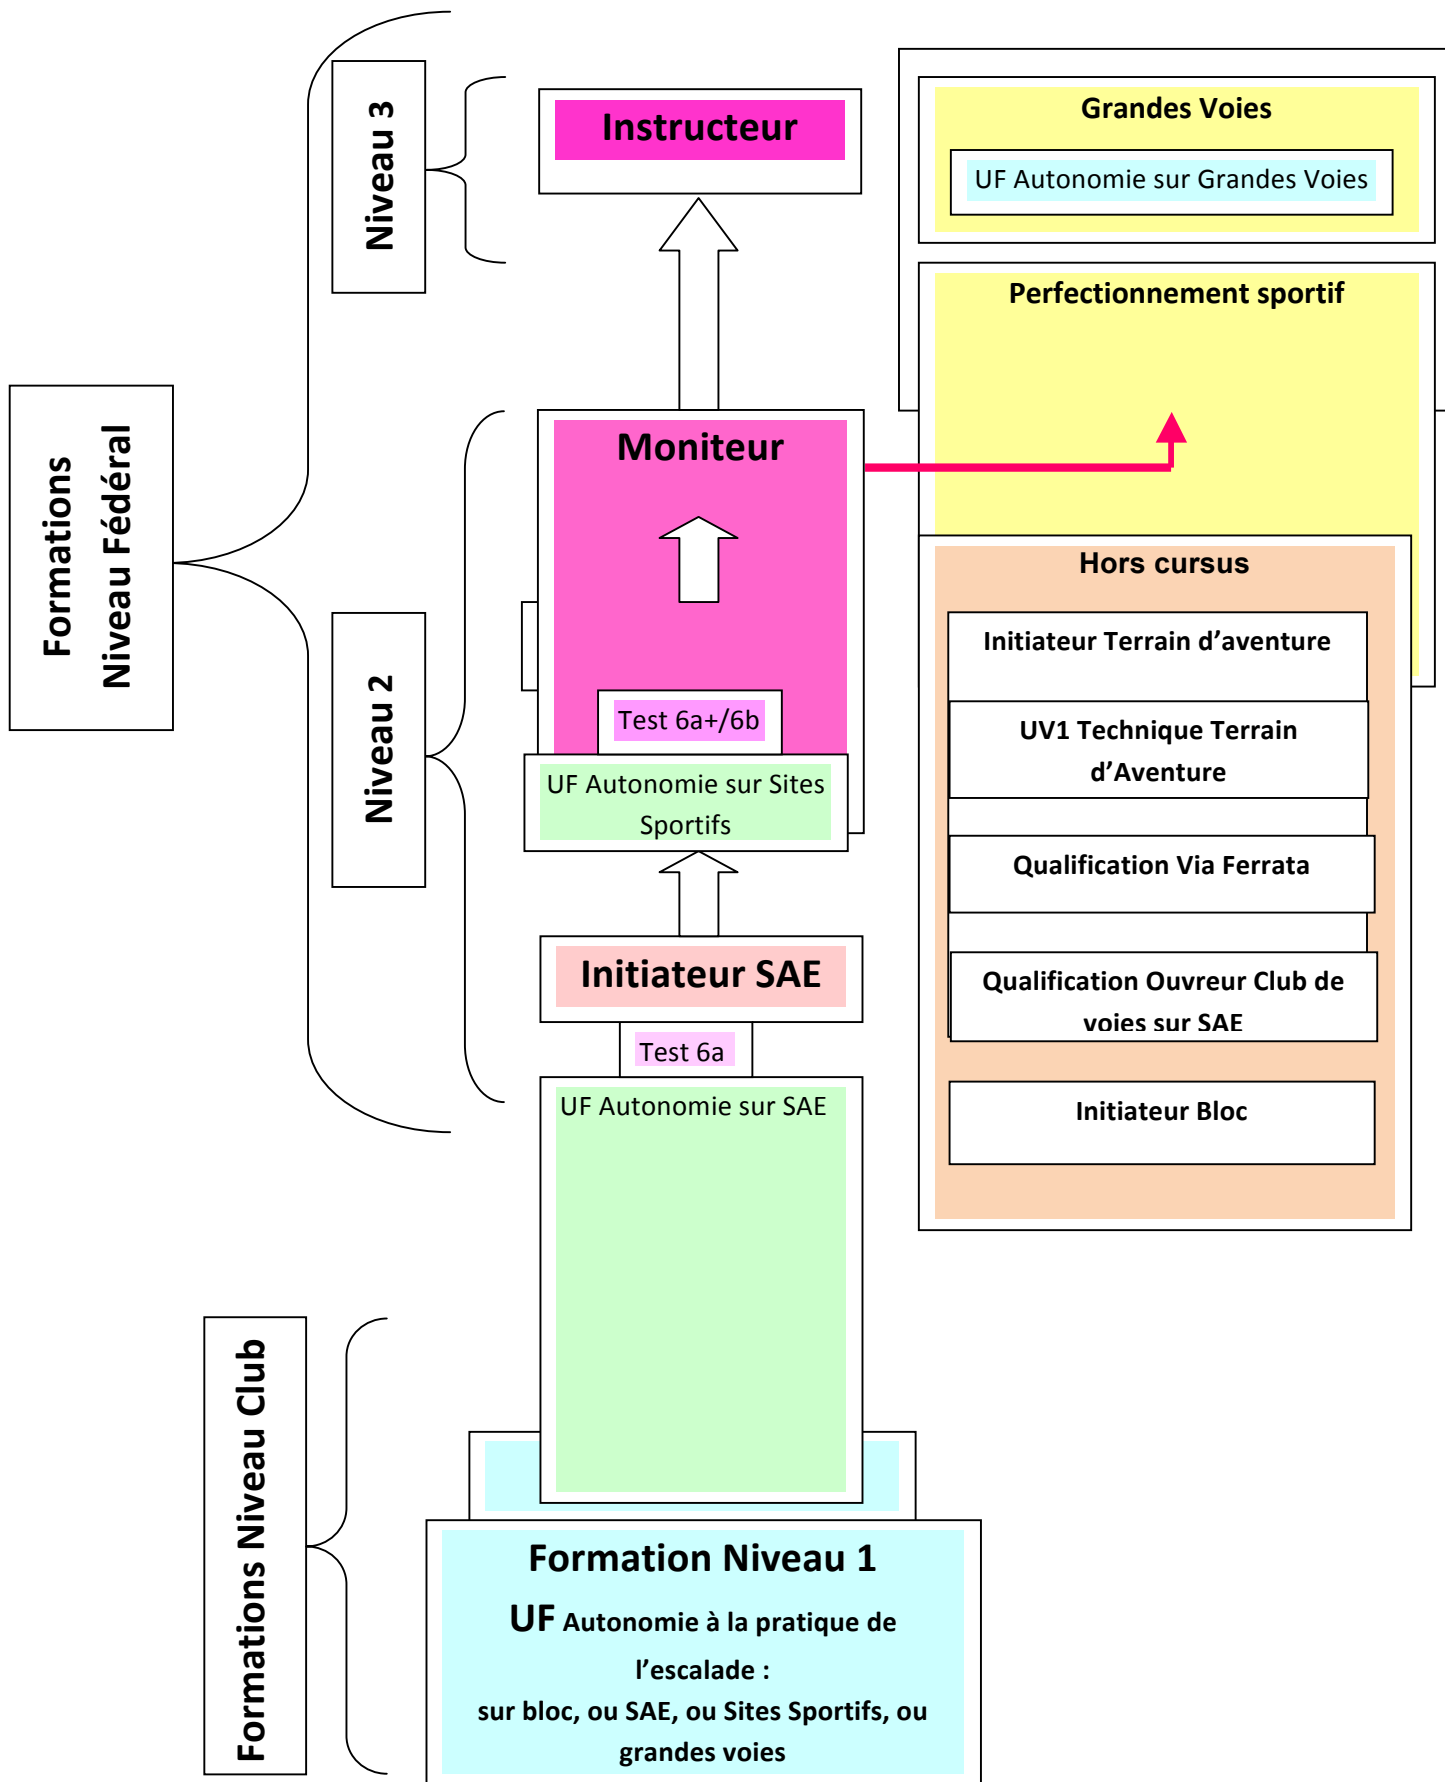 Formations
Niveau Fédéral
Niveau 3
Instructeur
Niveau 2
Moniteur
Test 6a+/6b
UF Autonomie sur Sites
Sportifs
Initiateur SAE
Test 6a
UF Autonomie sur SAE
Formations Niveau Club
Formation Niveau 1
UF Autonomie à la pratique de
l’escalade :
sur bloc, ou SAE, ou Sites Sportifs, ou
grandes voies
Grandes Voies
UF Autonomie sur Grandes Voies
Perfectionnement sportif
Hors cursus
Initiateur Terrain d’aventure
UV1 Technique Terrain
d’Aventure
Qualification Via Ferrata
Qualification Ouvreur Club de
voies sur SAE
Initiateur Bloc